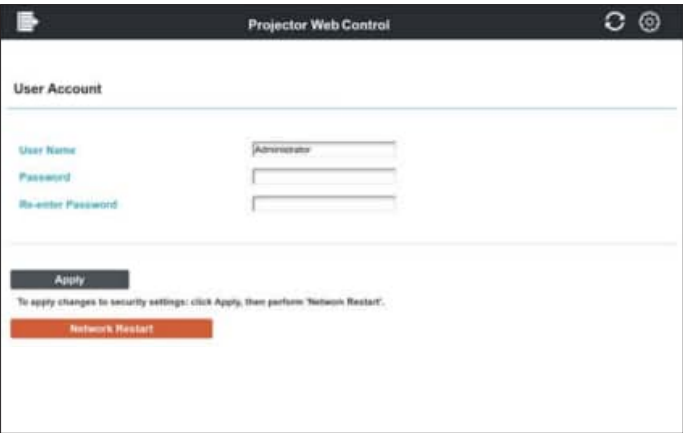 Projector Web Control
User Account
User Name Administrator
Password
Re-enter Password
Apply
To apply changes to security settings: click Apply, then perform 'Network Restart'.
Network Restart